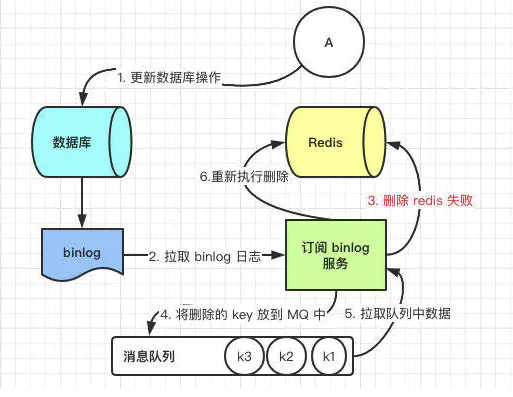 A
1. 更新数据库操作
数据库
Redis
6.重新执行删除
3. 删除 redis 失败
binlog
2. 拉取 binlog 日志
订阅 binlog
服务
4. 将删除的 key 放到 MQ 中
5. 拉取队列中数据
消息队列
k3
k2
k1